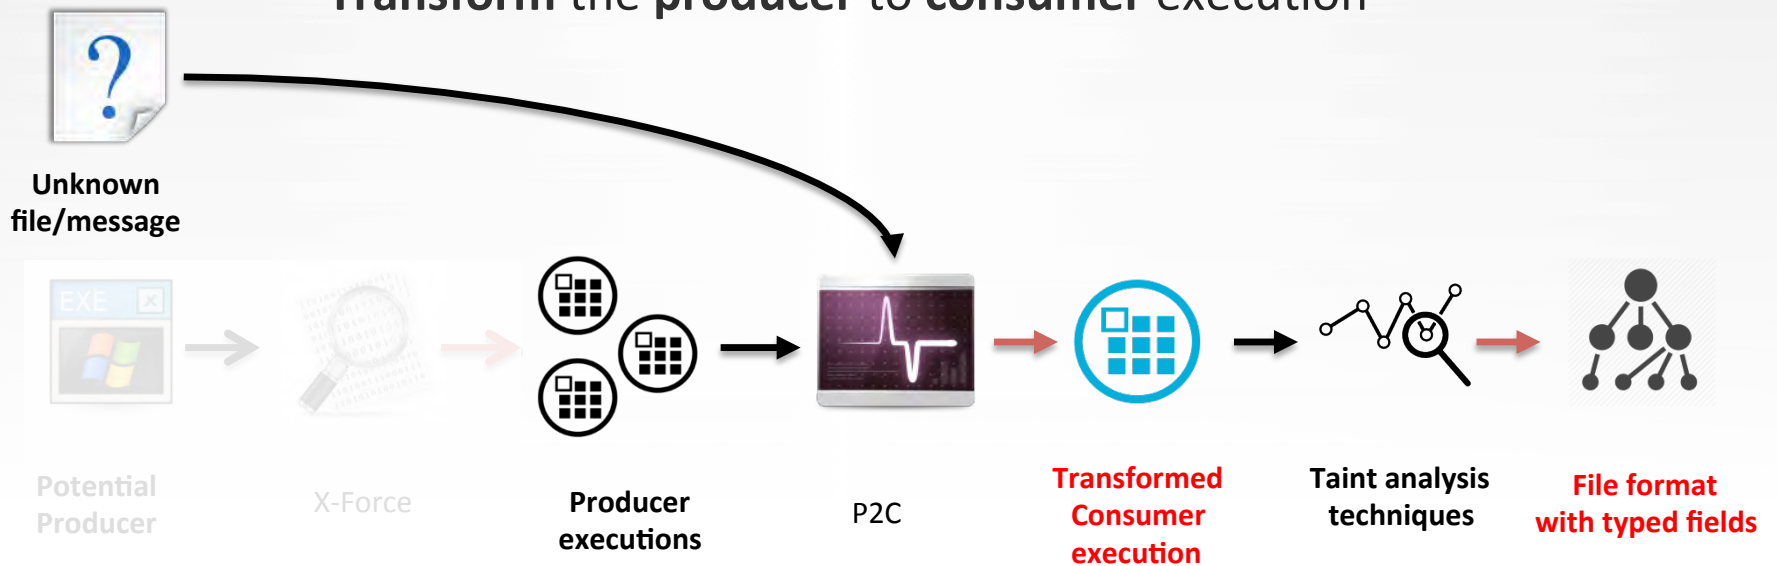 Transform the producer to consumer execution
?
Unknown
file/message
EXE
Potential
Producer
X-Force
Producer
executions
P2C
Transformed
Consumer
execution
Taint analysis
techniques
File format
with typed fields